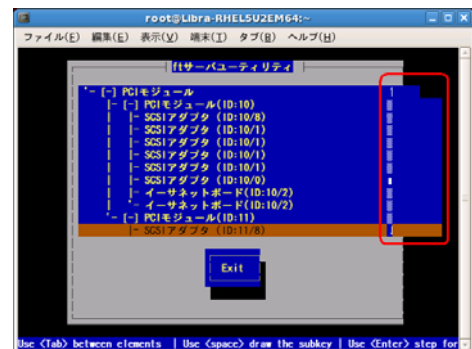 root@Libra-RHEL5U2EM64:~
ファイル(F) 編集(E) 表示(V) 端末(T) タブ(B) ヘルプ(H)
ftサーバユーティリティ
'- [-] PCIモジュール
|- [-] PCIモジュール(ID:10)
| |- SCSIアダプタ (ID:10/8)
| |- SCSIアダプタ (ID:10/1)
| |- SCSIアダプタ (ID:10/1)
| |- SCSIアダプタ (ID:10/1)
| |- SCSIアダプタ (ID:10/0)
| |- イーサネットボード(ID:10/2)
| '- イーサネットボード(ID:10/2)
'- [-] PCIモジュール(ID:11)
|- SCSIアダプタ (ID:11/8)
Exit
Use <Tab> between elements | Use <space> draw the subkey | Use <Enter> step for